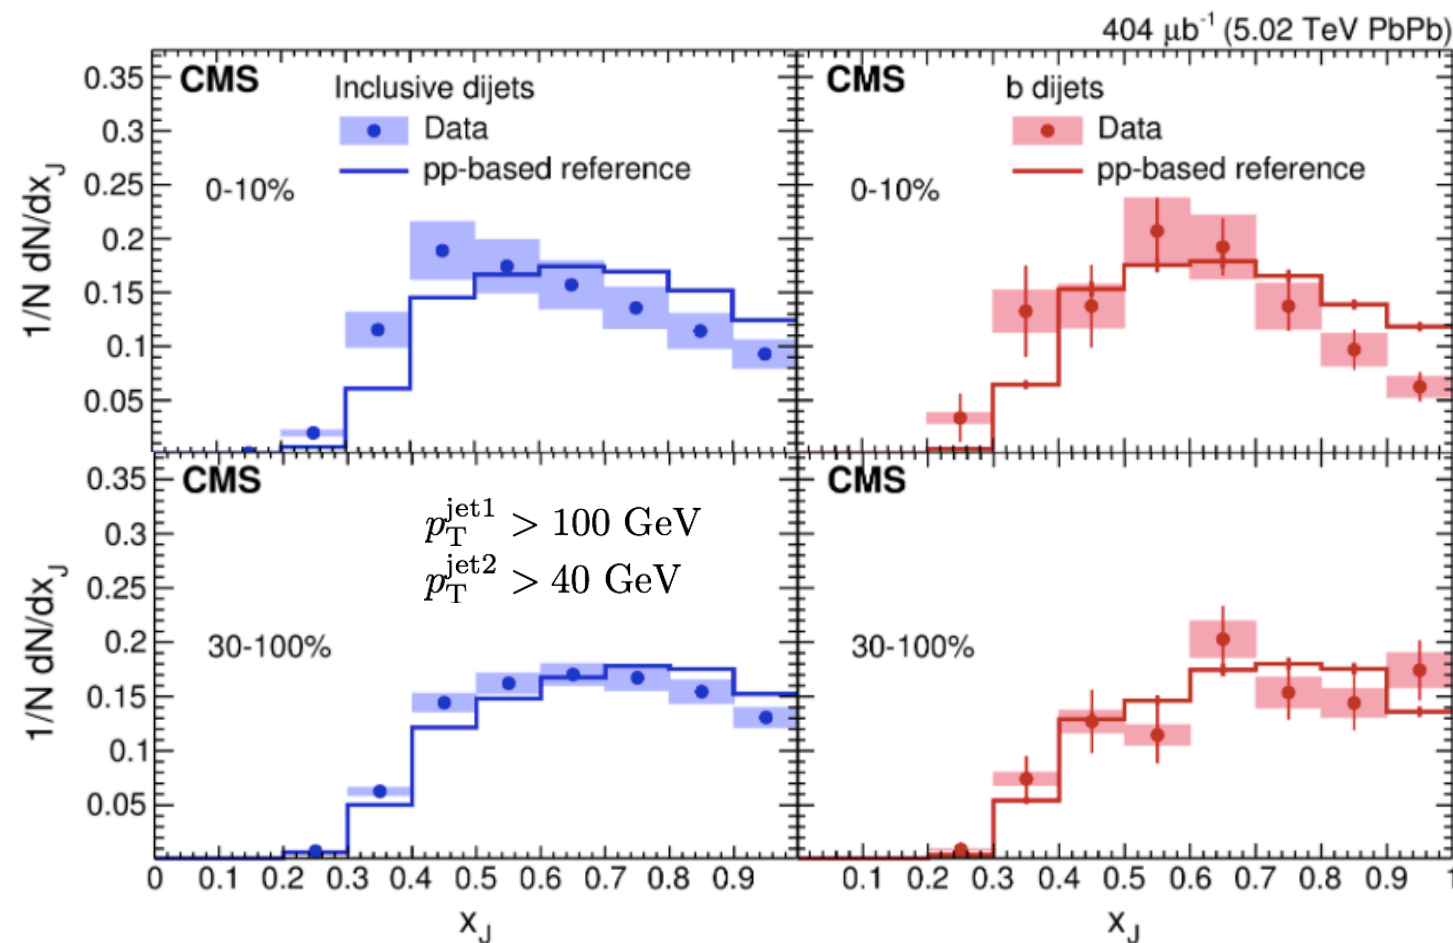 404 μb⁻¹ (5.02 TeV PbPb)
CMS
Inclusive dijets
Data
pp-based reference
0-10%
1/N dN/dx_J
0.35
0.3
0.25
0.2
0.15
0.1
0.05
CMS
b dijets
Data
pp-based reference
0-10%
CMS
p_T^jet1 > 100 GeV
p_T^jet2 > 40 GeV
30-100%
1/N dN/dx_J
0.35
0.3
0.25
0.2
0.15
0.1
0.05
0 0.1 0.2 0.3 0.4 0.5 0.6 0.7 0.8 0.9
x_J
CMS
30-100%
0.1 0.2 0.3 0.4 0.5 0.6 0.7 0.8 0.9 1
x_J